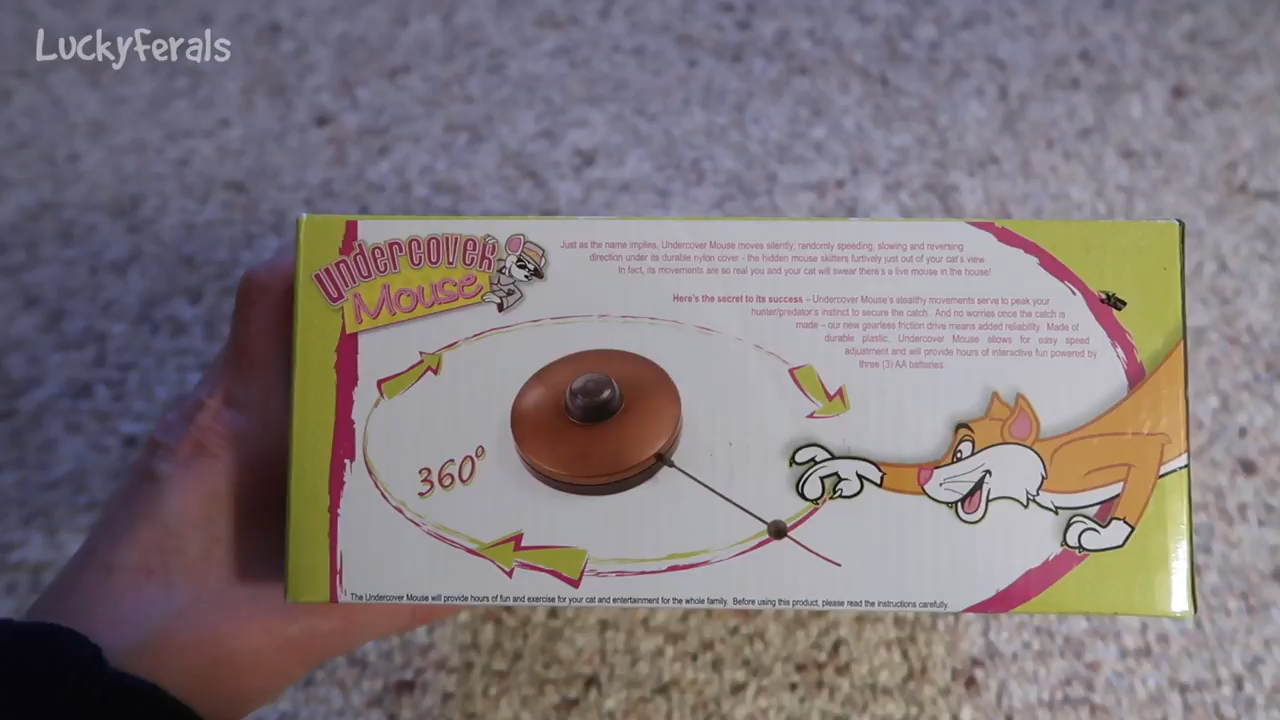 LuckyFerals
Undercover
Mouse
Just as the name implies, Undercover Mouse moves silently; randomly speeding, slowing and reversing
direction under its durable nylon cover - the hidden mouse skitters furtively just out of your cat's view.
In fact, its movements are so real you and your cat will swear there's a live mouse in the house!
Here's the secret to its success – Undercover Mouse's stealthy movements serve to peak your
hunter/predator's instinct to secure the catch. And no worries once the catch is
made – our new gearless friction drive means added reliability. Made of
durable plastic, Undercover Mouse allows for easy speed
adjustment and will provide hours of interactive fun powered by
three (3) AA batteries
360°
The Undercover Mouse will provide hours of fun and exercise for your cat and entertainment for the whole family. Before using this product, please read the instructions carefully.